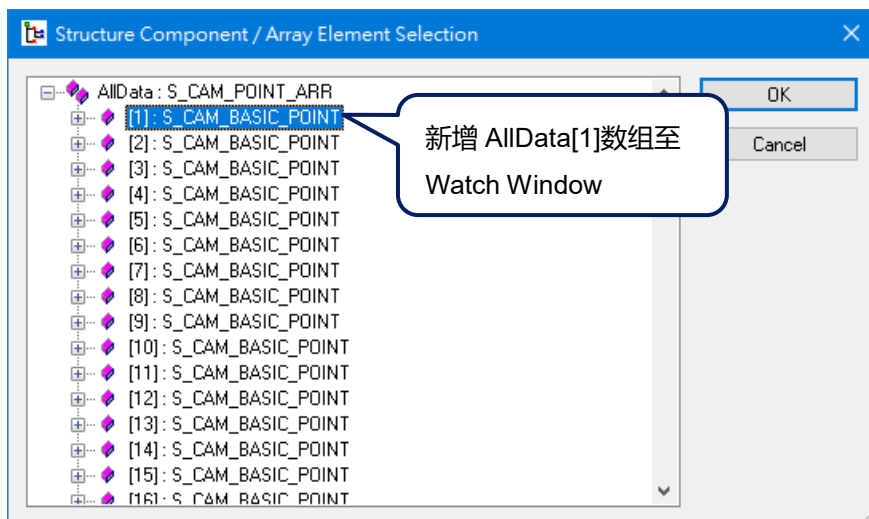 Structure Component / Array Element Selection
AllData : S_CAM_POINT_ARR
[1] : S_CAM_BASIC_POINT
[2] : S_CAM_BASIC_POINT
[3] : S_CAM_BASIC_POINT
[4] : S_CAM_BASIC_POINT
[5] : S_CAM_BASIC_POINT
[6] : S_CAM_BASIC_POINT
[7] : S_CAM_BASIC_POINT
[8] : S_CAM_BASIC_POINT
[9] : S_CAM_BASIC_POINT
[10] : S_CAM_BASIC_POINT
[11] : S_CAM_BASIC_POINT
[12] : S_CAM_BASIC_POINT
[13] : S_CAM_BASIC_POINT
[14] : S_CAM_BASIC_POINT
[15] : S_CAM_BASIC_POINT
[16] : S_CAM_BASIC_POINT
新增 AllData[1]数组至
Watch Window
OK
Cancel